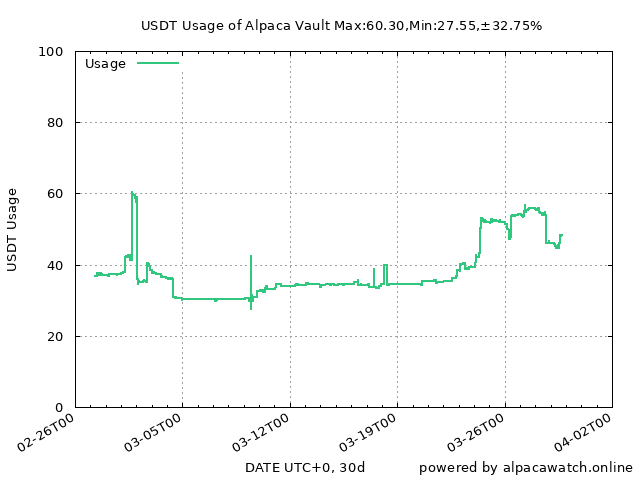 USDT Usage of Alpaca Vault Max:60.30,Min:27.55,±32.75%
Usage
100
80
60
40
20
0
USDT Usage
02-26T00
03-05T00
03-12T00
03-19T00
03-26T00
04-02T00
DATE UTC+0, 30d
powered by alpacawatch.online